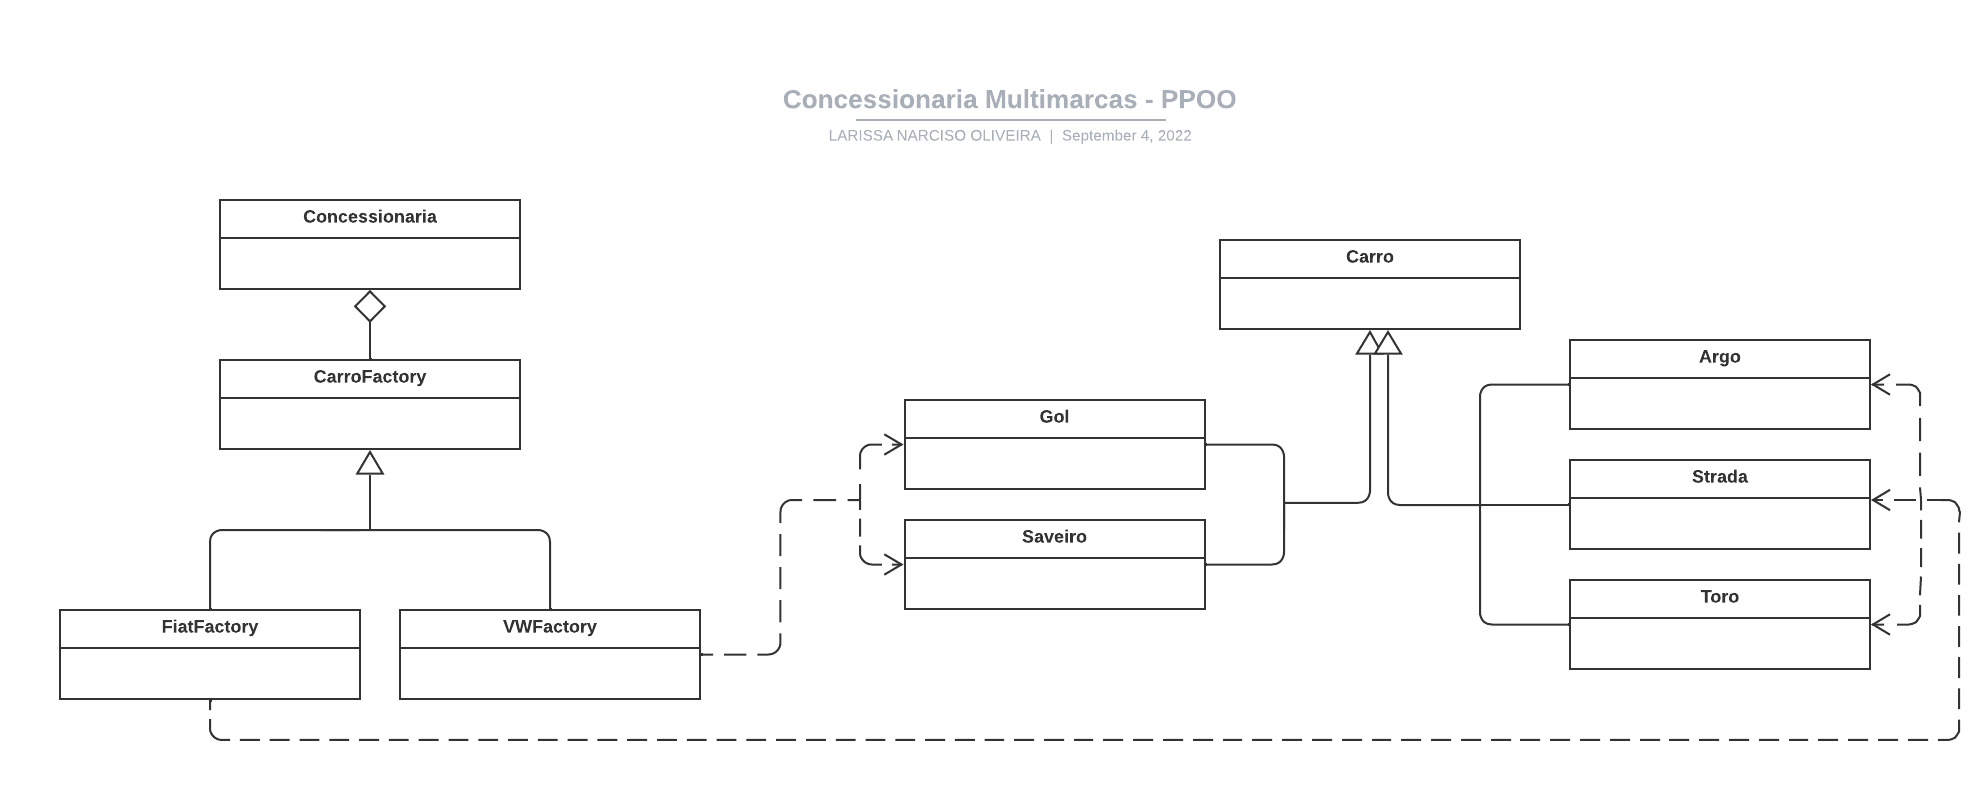 Concessionaria Multimarcas - PPOO
LARISSA NARCISO OLIVEIRA | September 4, 2022
Concessionaria
Carro
CarroFactory
Argo
Gol
Strada
Saveiro
Toro
FiatFactory
VWFactory